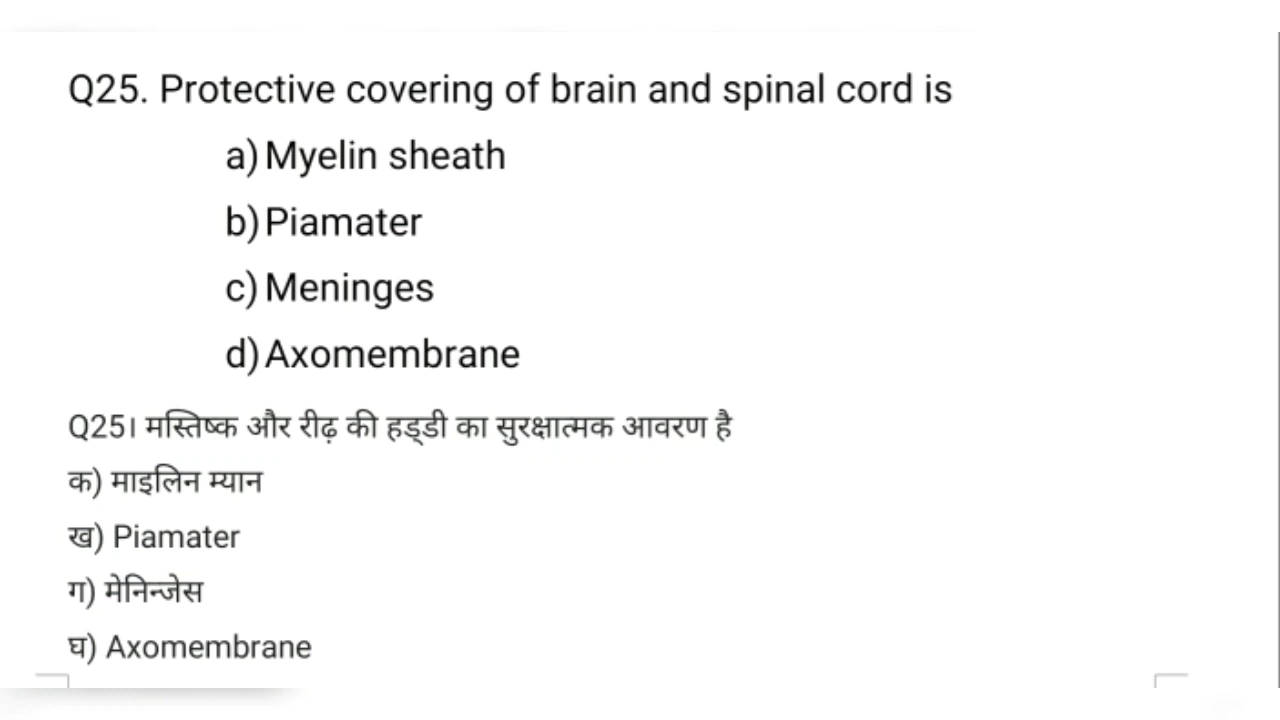 Q25. Protective covering of brain and spinal cord is
a) Myelin sheath
b) Piamater
c) Meninges
d) Axomembrane
Q25। मस्तिष्क और रीढ़ की हड्डी का सुरक्षात्मक आवरण है
क) माइलिन म्यान
ख) Piamater
ग) मेनिन्जेस
घ) Axomembrane